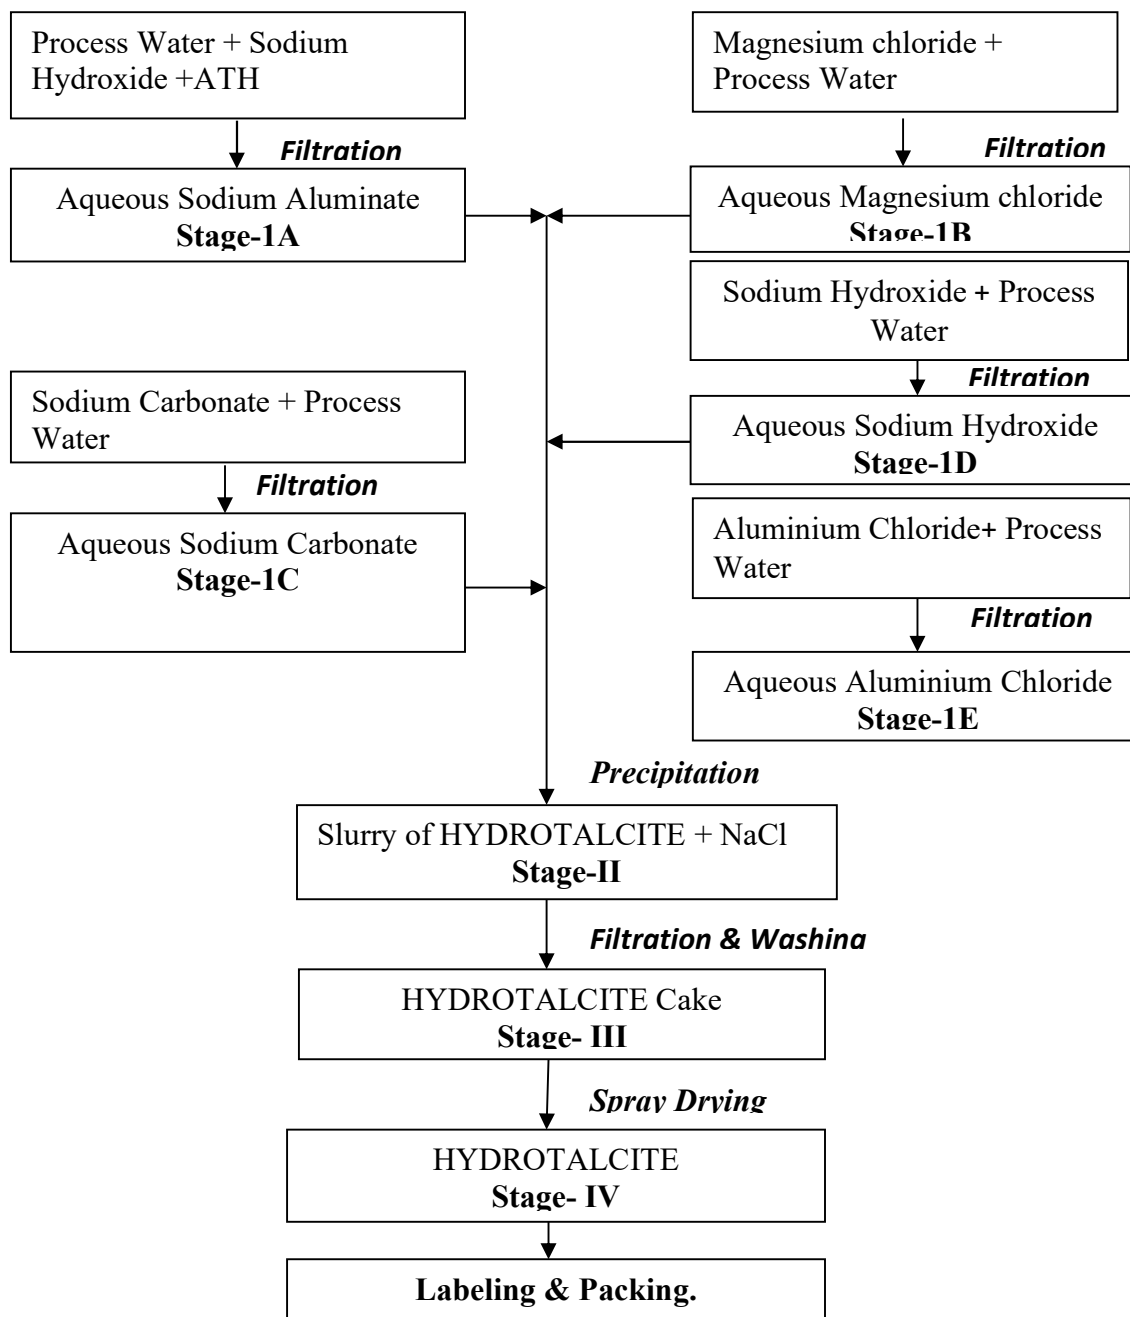 Process Water + Sodium
Hydroxide +ATH
Filtration
Aqueous Sodium Aluminate
Stage-1A
Magnesium chloride +
Process Water
Filtration
Aqueous Magnesium chloride
Stage-1B
Sodium Hydroxide + Process
Water
Filtration
Aqueous Sodium Hydroxide
Stage-1D
Sodium Carbonate + Process
Water
Filtration
Aqueous Sodium Carbonate
Stage-1C
Aluminium Chloride+ Process
Water
Filtration
Aqueous Aluminium Chloride
Stage-1E
Precipitation
Slurry of HYDROTALCITE + NaCl
Stage-II
Filtration & Washing
HYDROTALCITE Cake
Stage- III
Spray Drying
HYDROTALCITE
Stage- IV
Labeling & Packing.